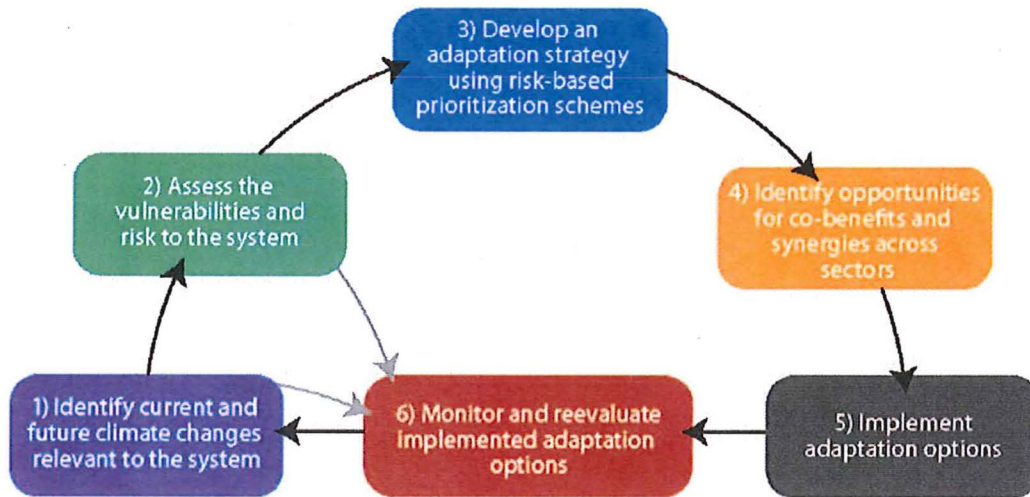 1) Identify current and
future climate changes
relevant to the system
2) Assess the
vulnerabilities and
risk to the system
3) Develop an
adaptation strategy
using risk-based
prioritization schemes
4) Identify opportunities
for co-benefits and
synergies across
sectors
5) Implement
adaptation options
6) Monitor and reevaluate
implemented adaptation
options